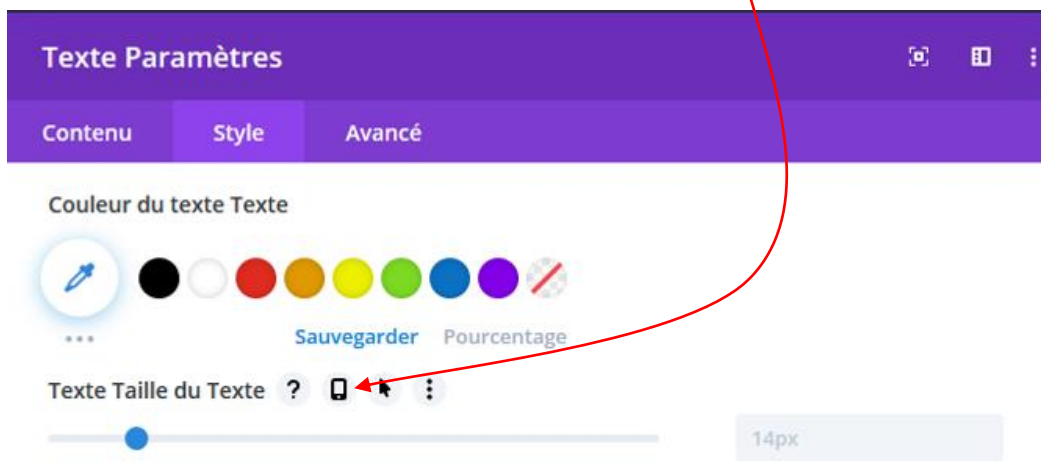 Texte Paramètres
Contenu Style Avancé
Couleur du texte Texte
Sauvegarder Pourcentage
Texte Taille du Texte ?
14px